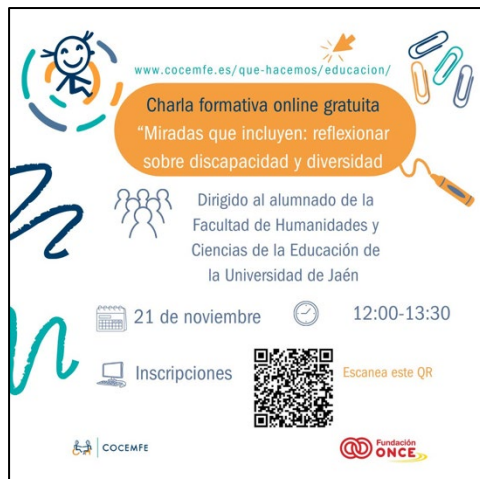 www.cocemfe.es/que-hacemos/educacion/
Charla formativa online gratuita
“Miradas que incluyen: reflexionar
sobre discapacidad y diversidad
Dirigido al alumnado de la
Facultad de Humanidades y
Ciencias de la Educación de
la Universidad de Jaén
21 de noviembre
12:00-13:30
Inscripciones
Escanea este QR
COCEMFE
Fundación
ONCE